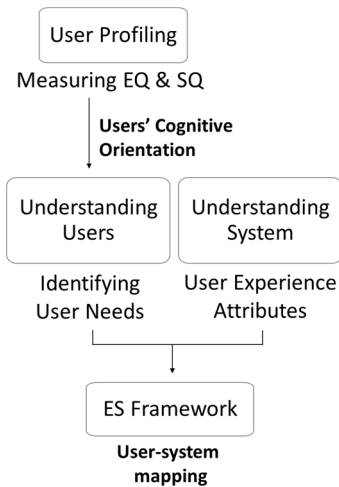 User Profiling
Measuring EQ & SQ
Users' Cognitive
Orientation
Understanding
Users
Understanding
System
Identifying
User Needs
User Experience
Attributes
ES Framework
User-system
mapping